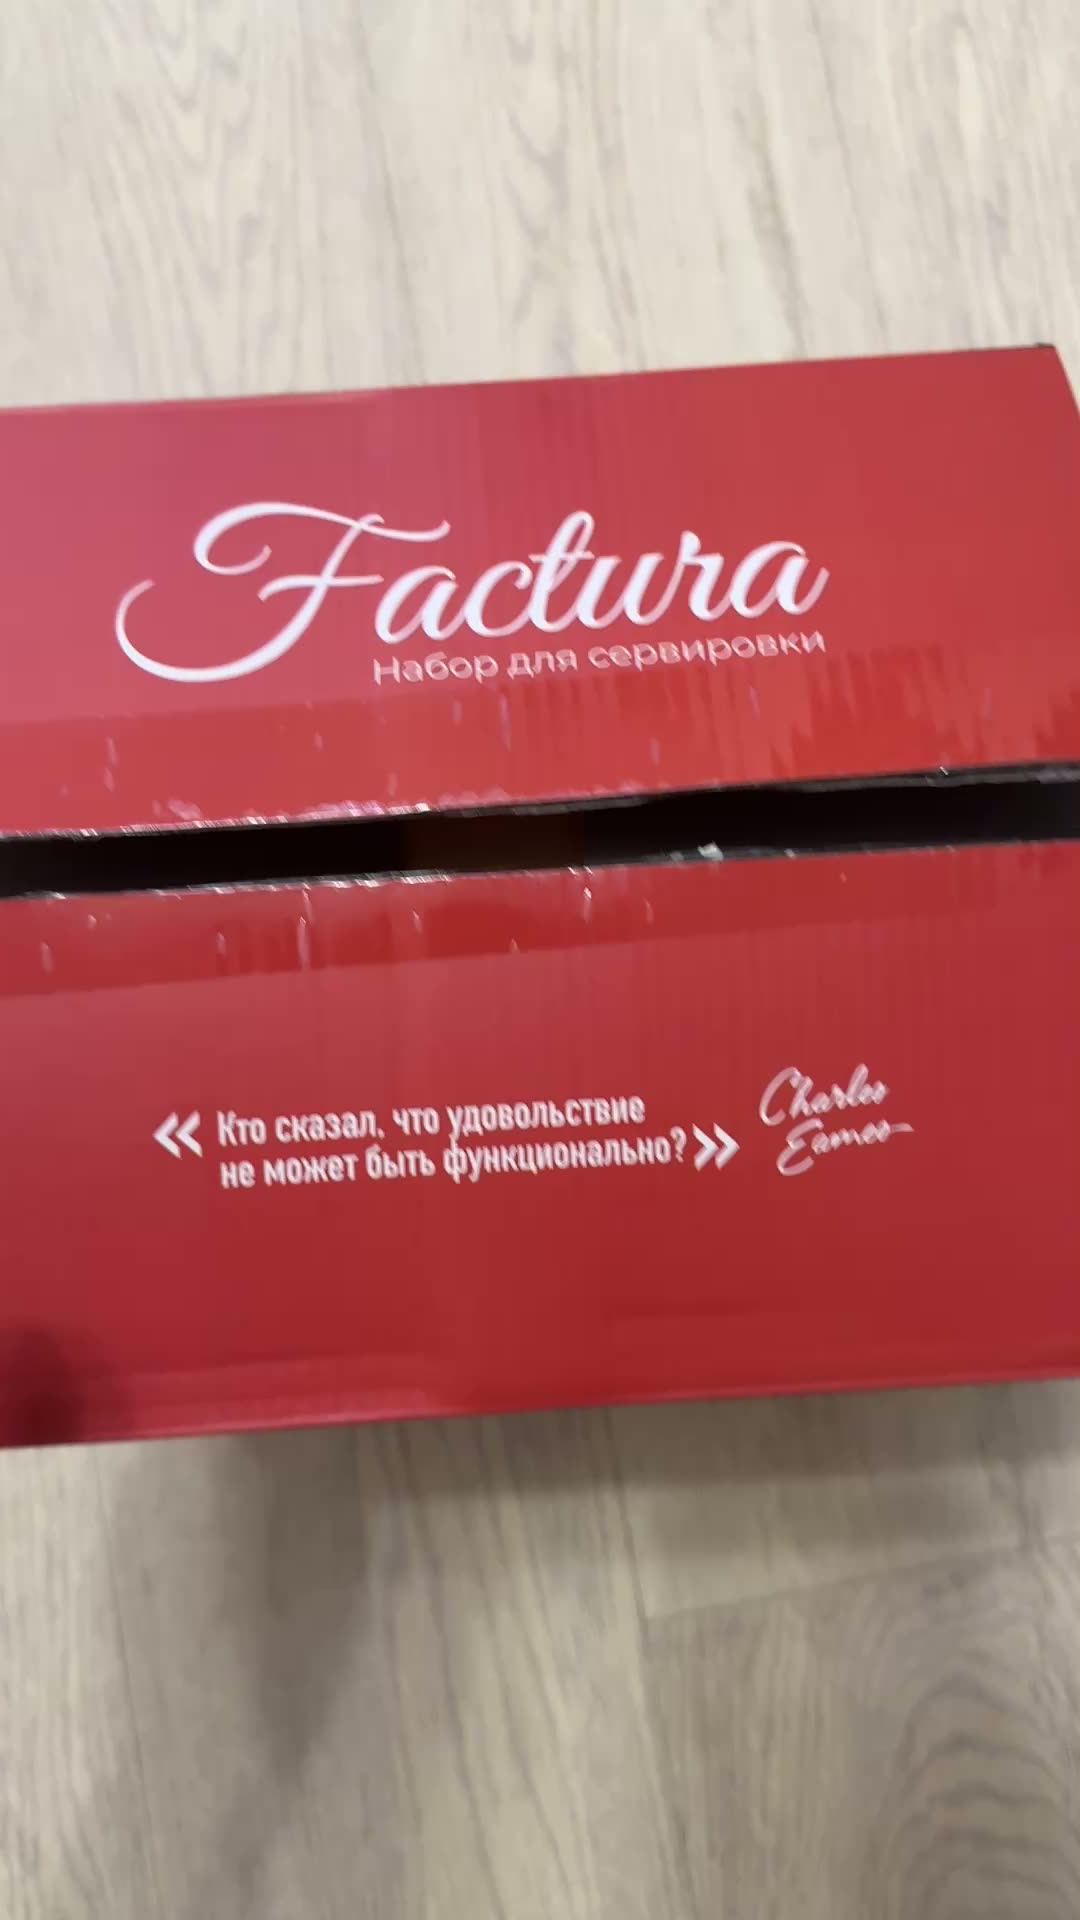 Factura
Набор для сервировки
« Кто сказал, что удовольствие
не может быть функционально? »
Charles
Eames